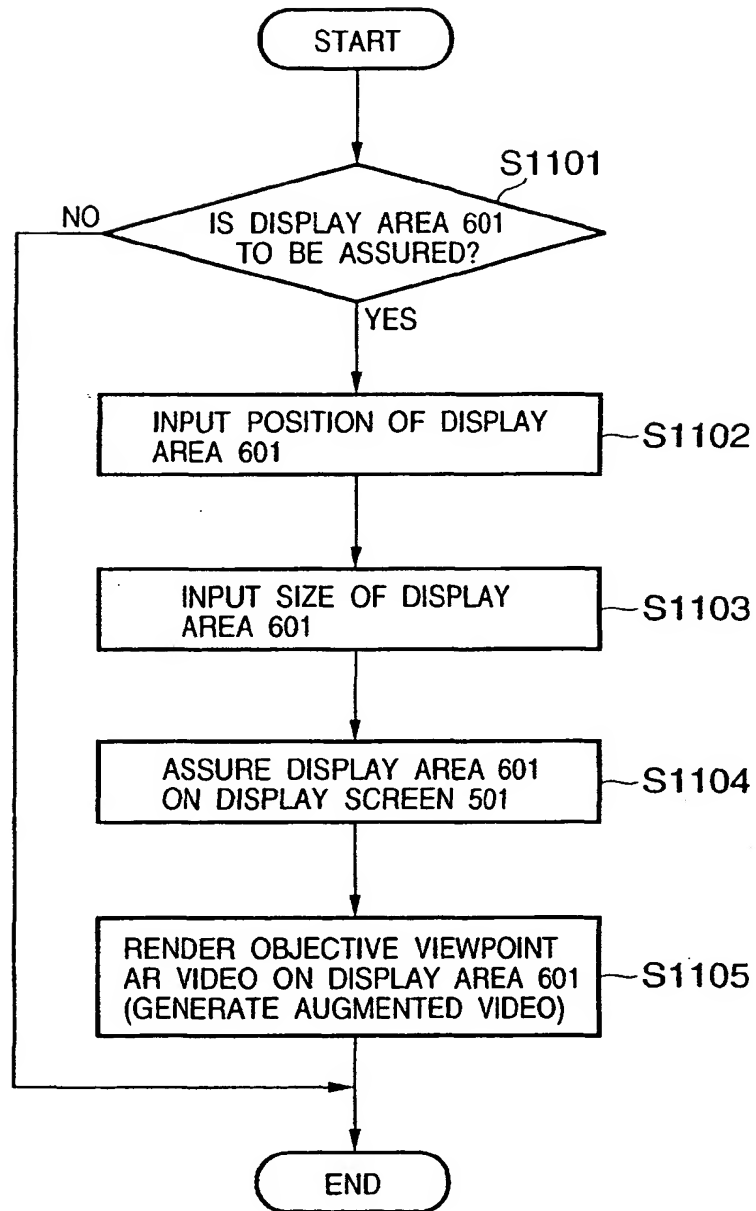 START
S1101
NO
IS DISPLAY AREA 601
TO BE ASSURED?
YES
INPUT POSITION OF DISPLAY
AREA 601
S1102
INPUT SIZE OF DISPLAY
AREA 601
S1103
ASSURE DISPLAY AREA 601
ON DISPLAY SCREEN 501
S1104
RENDER OBJECTIVE VIEWPOINT
AR VIDEO ON DISPLAY AREA 601
(GENERATE AUGMENTED VIDEO)
S1105
END